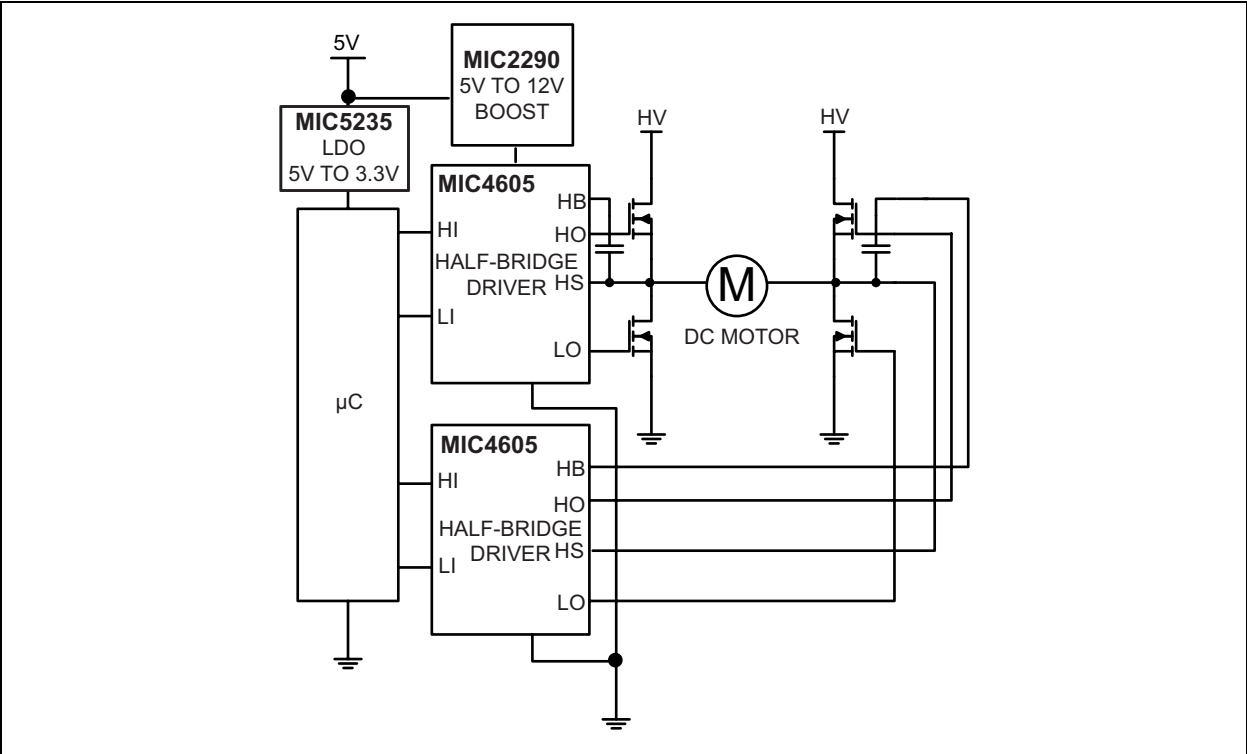 5V
MIC2290
5V TO 12V
BOOST
MIC5235
LDO
5V TO 3.3V
HV
HV
MIC4605
HB
HI
HO
HALF-BRIDGE
DRIVER HS
LI
LO
M
DC MOTOR
µC
MIC4605
HB
HI
HO
HALF-BRIDGE
DRIVER HS
LI
LO